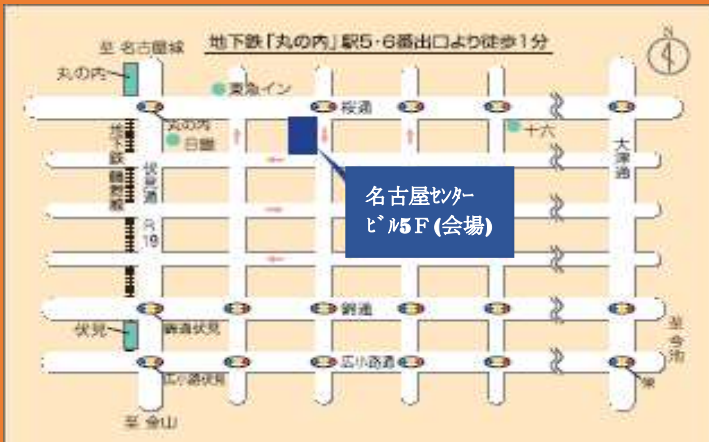 地下鉄「丸の内」駅5・6番出口より徒歩1分
N
至 名古屋線
丸の内
東急イン
桜通
丸の内
日銀
十六
地下鉄 鶴舞線
伏見通 R19
大津通
名古屋センター
ビル5F(会場)
伏見
錦通伏見
錦通
至 今池
広小路通
広小路伏見
栄
至 金山